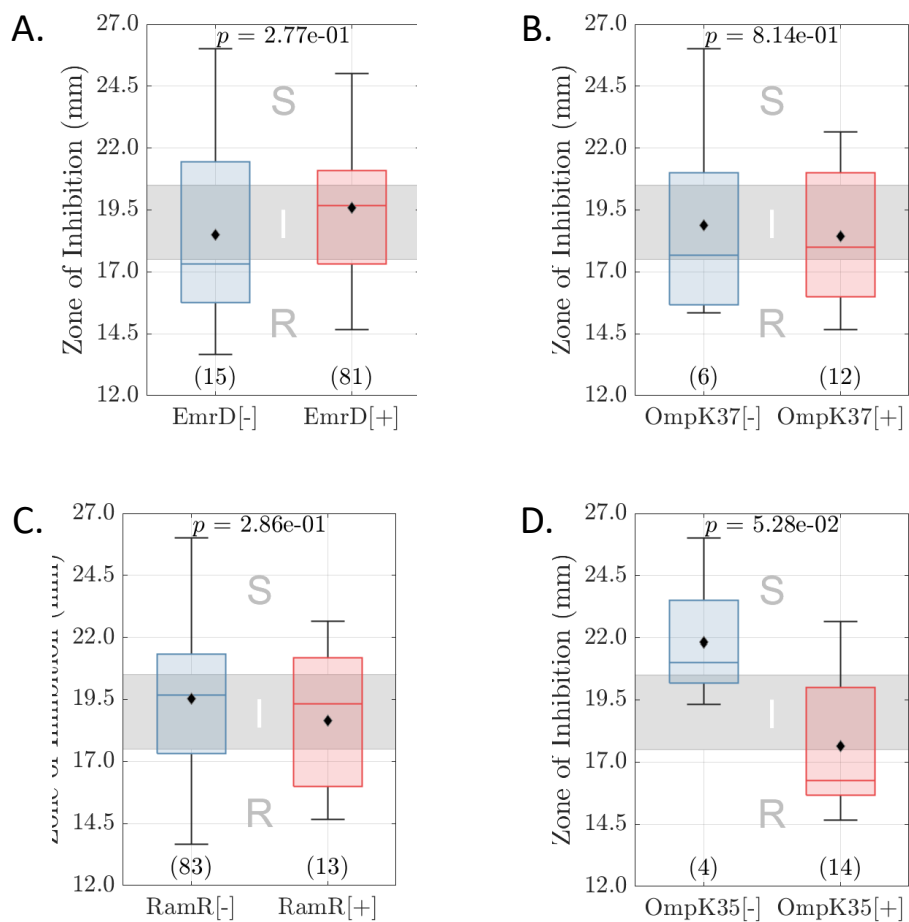 A.
p = 2.77e-01
Zone of Inhibition (mm)
27.0
24.5
22.0
19.5
17.0
14.5
12.0
S
I
R
(15)
(81)
EmrD[-]
EmrD[+]
B.
p = 8.14e-01
Zone of Inhibition (mm)
27.0
24.5
22.0
19.5
17.0
14.5
12.0
S
I
R
(6)
(12)
OmpK37[-]
OmpK37[+]
C.
p = 2.86e-01
Zone of Inhibition (mm)
27.0
24.5
22.0
19.5
17.0
14.5
12.0
S
I
R
(83)
(13)
RamR[-]
RamR[+]
D.
p = 5.28e-02
Zone of Inhibition (mm)
27.0
24.5
22.0
19.5
17.0
14.5
12.0
S
I
R
(4)
(14)
OmpK35[-]
OmpK35[+]